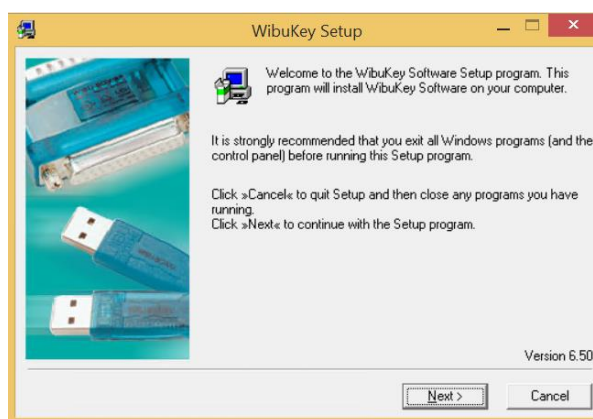 WibuKey Setup
Welcome to the WibuKey Software Setup program. This
program will install WibuKey Software on your computer.
It is strongly recommended that you exit all Windows programs (and the
control panel) before running this Setup program.
Click »Cancel« to quit Setup and then close any programs you have
running.
Click »Next« to continue with the Setup program.
Version 6.50
Next >
Cancel